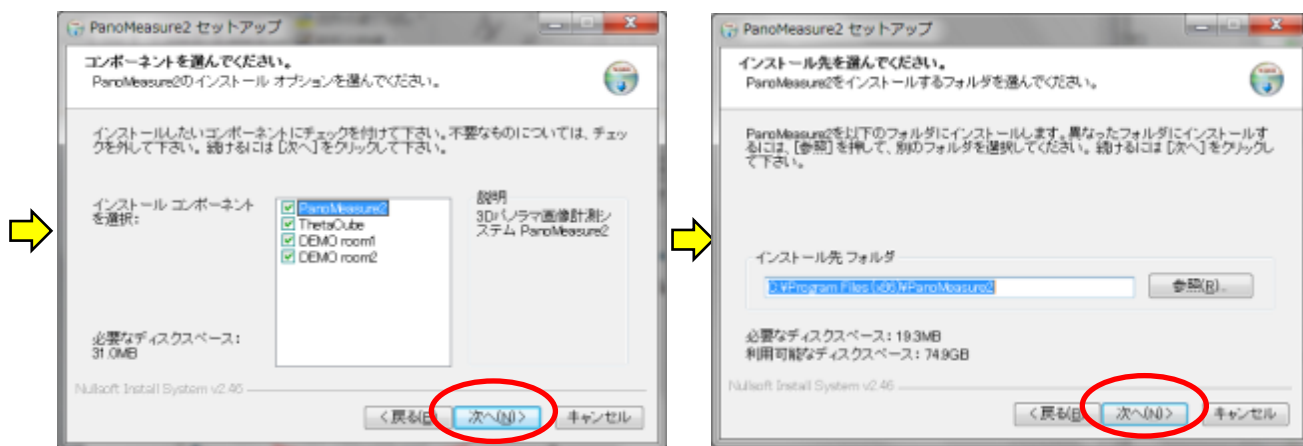 PanoMeasure2 セットアップ
コンポーネントを選んでください。
PanoMeasure2のインストール オプションを選んでください。
インストールしたいコンポーネントにチェックを付けて下さい。不要なものについては、チェッ
クを外して下さい。続けるには [次へ] をクリックして下さい。
インストール コンポーネント
を選択:
PanoMeasure2
ThetaCube
DEMO room1
DEMO room2
説明
3Dパノラマ画像計測シ
ステム PanoMeasure2
必要なディスクスペース:
31.0MB
Nullsoft Install System v2.46
< 戻る(B)
次へ(N) >
キャンセル
PanoMeasure2 セットアップ
インストール先を選んでください。
PanoMeasure2をインストールするフォルダを選んでください。
PanoMeasure2を以下のフォルダにインストールします。異なったフォルダにインストールす
るには、[参照] を押して、別のフォルダを選択してください。続けるには [次へ] をクリックし
て下さい。
インストール先 フォルダ
C:¥Program Files (x86)¥PanoMeasure2
参照(R)...
必要なディスクスペース: 19.3MB
利用可能なディスクスペース: 74.9GB
Nullsoft Install System v2.46
< 戻る(B)
次へ(N) >
キャンセル